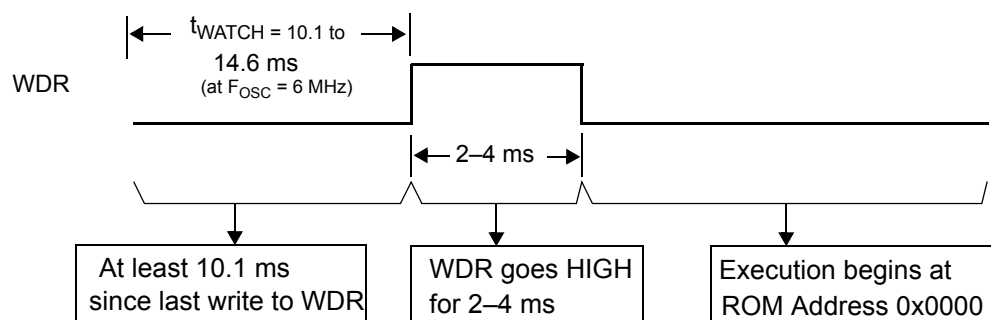 tWATCH = 10.1 to
14.6 ms
(at FOSC = 6 MHz)
WDR
2–4 ms
At least 10.1 ms
since last write to WDR
WDR goes HIGH
for 2–4 ms
Execution begins at
ROM Address 0x0000